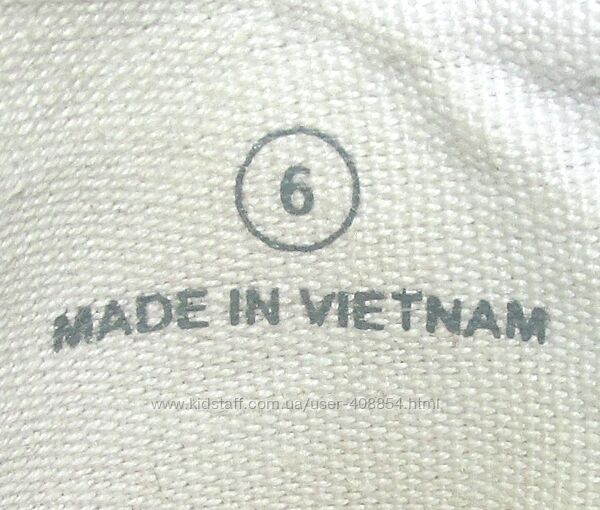 6
MADE IN VIETNAM
www.kidstaff.com.ua/user-408854.html